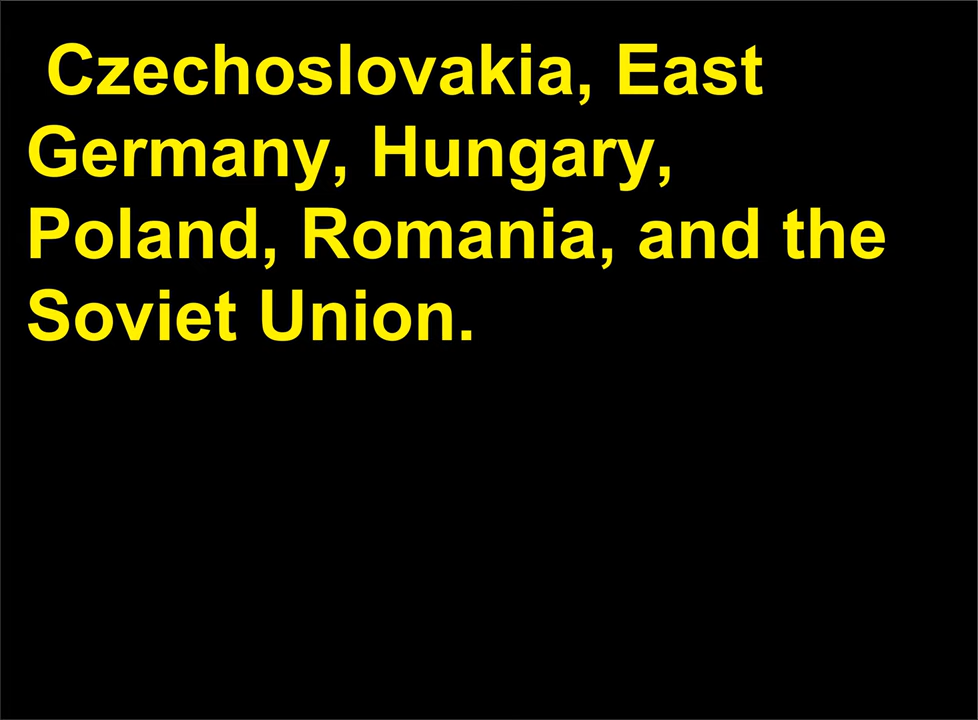 Czechoslovakia, East
Germany, Hungary,
Poland, Romania, and the
Soviet Union.